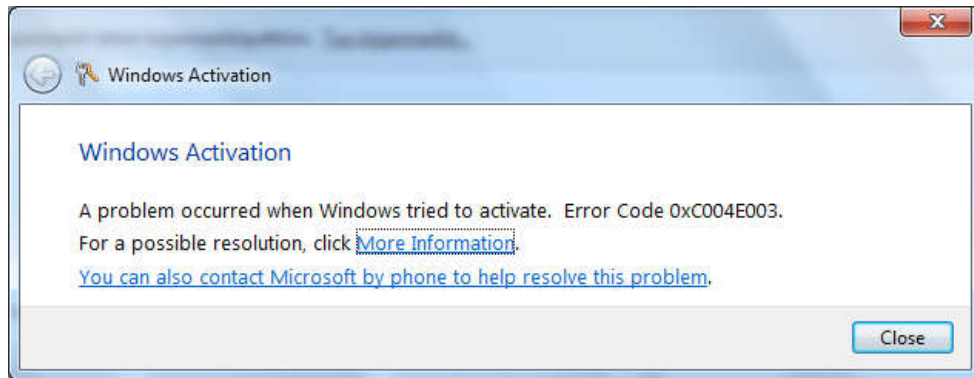 Windows Activation
Windows Activation
A problem occurred when Windows tried to activate.  Error Code 0xC004E003.
For a possible resolution, click More Information.
You can also contact Microsoft by phone to help resolve this problem.
Close